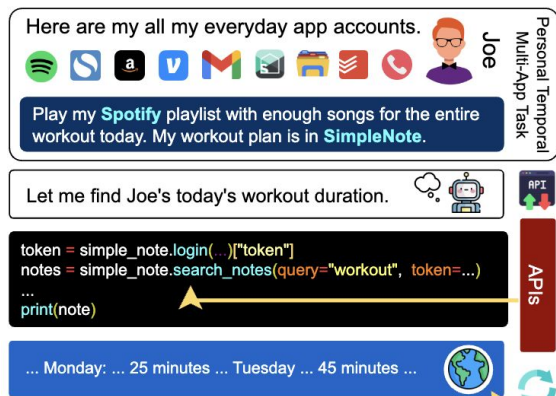 Here are my all my everyday app accounts.
Joe
Personal Temporal
Multi-App Task
Play my Spotify playlist with enough songs for the entire
workout today. My workout plan is in SimpleNote.
Let me find Joe's today's workout duration.
API
token = simple_note.login(...)["token"]
notes = simple_note.search_notes(query="workout", token=...)
...
print(note)
APIs
... Monday: ... 25 minutes ... Tuesday ... 45 minutes ...